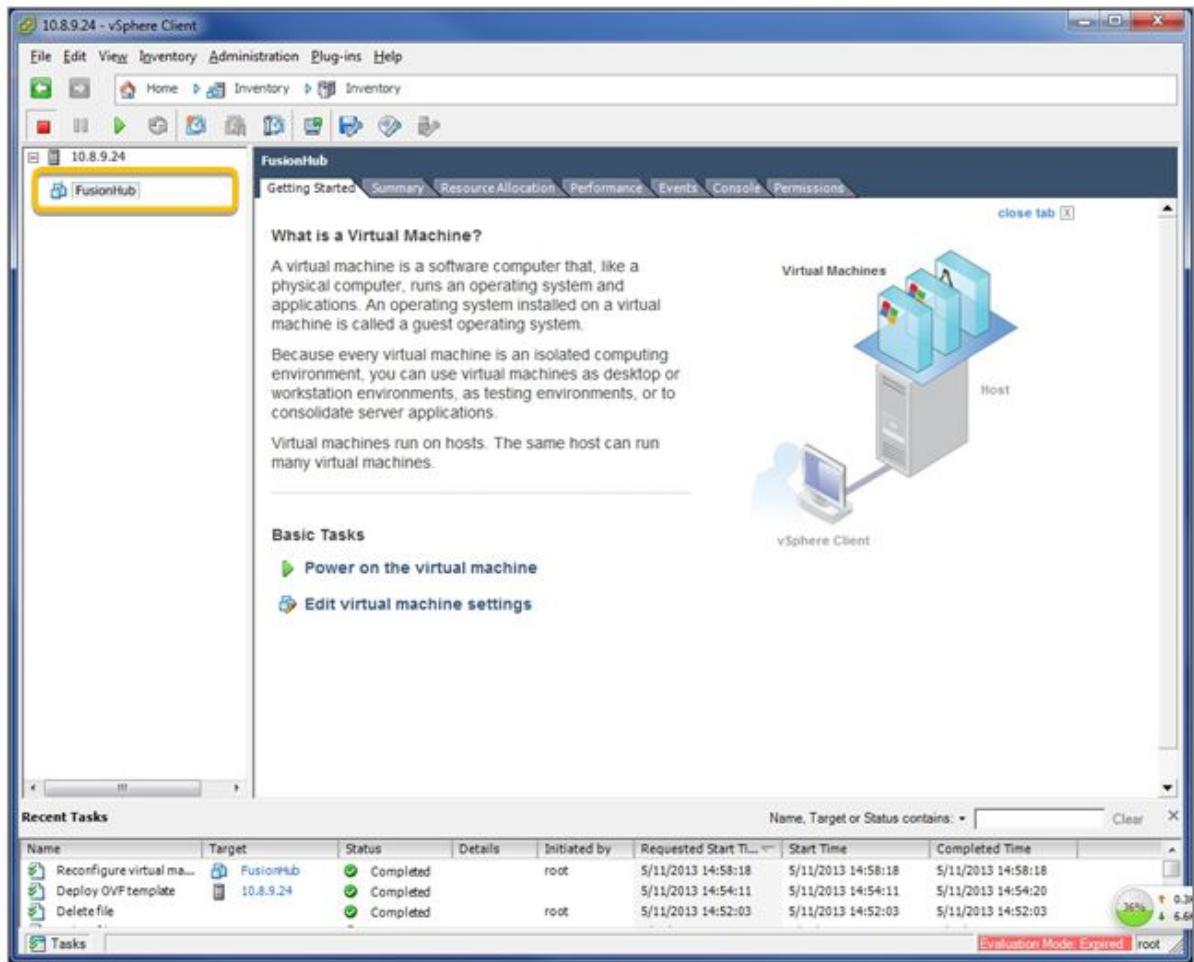 10.8.9.24 - vSphere Client
File Edit View Inventory Administration Plug-ins Help
Home Inventory Inventory
10.8.9.24
FusionHub
FusionHub
Getting Started Summary Resource Allocation Performance Events Console Permissions
close tab
What is a Virtual Machine?
A virtual machine is a software computer that, like a
physical computer, runs an operating system and
applications. An operating system installed on a virtual
machine is called a guest operating system.
Because every virtual machine is an isolated computing
environment, you can use virtual machines as desktop or
workstation environments, as testing environments, or to
consolidate server applications.
Virtual machines run on hosts. The same host can run
many virtual machines.
Virtual Machines
Host
vSphere Client
Basic Tasks
Power on the virtual machine
Edit virtual machine settings
Recent Tasks
Name, Target or Status contains:
Clear
Name Target Status Details Initiated by Requested Start Ti... Start Time Completed Time
Reconfigure virtual ma... FusionHub Completed root 5/11/2013 14:58:18 5/11/2013 14:58:18 5/11/2013 14:58:18
Deploy OVF template 10.8.9.24 Completed 5/11/2013 14:54:11 5/11/2013 14:54:11 5/11/2013 14:54:20
Delete file Completed root 5/11/2013 14:52:03 5/11/2013 14:52:03 5/11/2013 14:52:03
36%
Tasks
Evaluation Mode: Expired root